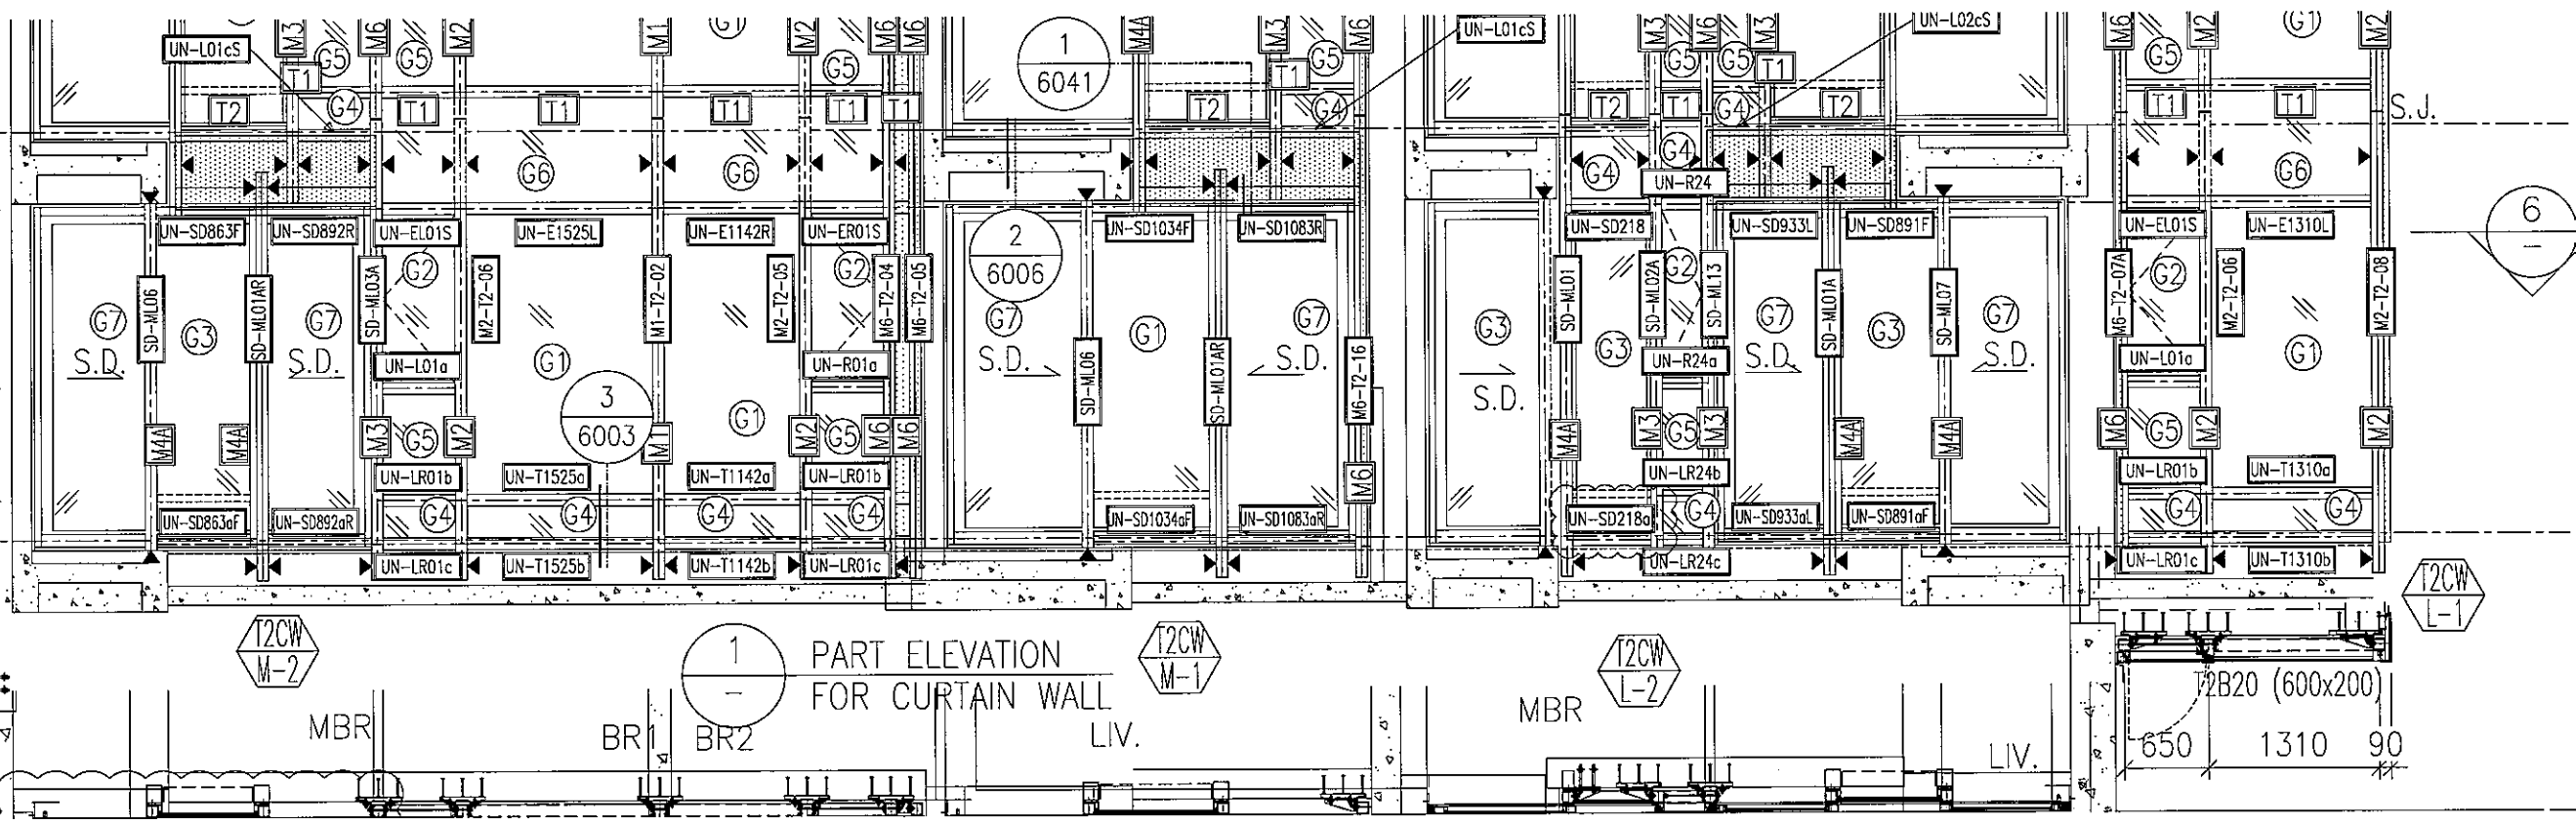 M3 M6 M2 M1 G1 M2 M6 M6 M4A M3 M6 M3 M6 M3 M6 M2 G1 M2
UN-L01cS G5 G5 G5 1 6041 G5 UN-L01cS G5 G5 UN-L02cS G5
T1 T1 T1
T2 G4 T1 T1 T1 T1 T1 T2 G4 T2 T1 G4 T2 T1 T1 S.J.
G6 G6 G4 G4 G6
UN-R24
UN-SD863F UN-SD892R UN-EL01S UN-E1525L UN-E1142R UN-ER01S UN-SD1034F UN-SD1083R UN-SD218 UN-SD933L UN-SD891F UN-EL01S UN-E1310L
2 6006
6 –
G2 G2 G2 G2
SD-ML06 SD-ML01AR SD-ML03A M2-T2-06 M1-T2-02 M2-T2-05 M6-T2-04 M6-T2-05 SD-ML06 SD-ML01AR M6-T2-16 SD-ML01 SD-ML02A SD-ML13 SD-ML01A SD-ML07 M6-T2-07A M2-T2-06 M2-T2-08
G7 G3 G7 G1 G7 G1 G7 G3 G3 G7 G3 G7 G1
S.D. S.D. S.D. S.D. S.D. S.D. S.D.
UN-L01a UN-R01a UN-R24a UN-L01a
3 6003
G1
M4A M4A M3 G5 M2 M1 M2 G5 M6 M6 M6 M4A M3 G5 M3 M4A M4A M6 G5 M2 M2
UN-LR01b UN-T1525a UN-T1142a UN-LR01b UN-LR24b UN-LR01b UN-T1310a
UN-SD863aF UN-SD892aR G4 G4 G4 G4 UN-SD1034aF UN-SD1083aR UN-SD218a G4 UN-SD933aL UN-SD891aF G4 G4
UN-LR01c UN-T1525b UN-T1142b UN-LR01c UN-LR24c UN-LR01c UN-T1310b
T2CW M-2
1 –
PART ELEVATION
FOR CURTAIN WALL
T2CW M-1
T2CW L-2
T2CW L-1
T2B20 (600x200)
MBR BR1 BR2 LIV. MBR LIV.
650 1310 90